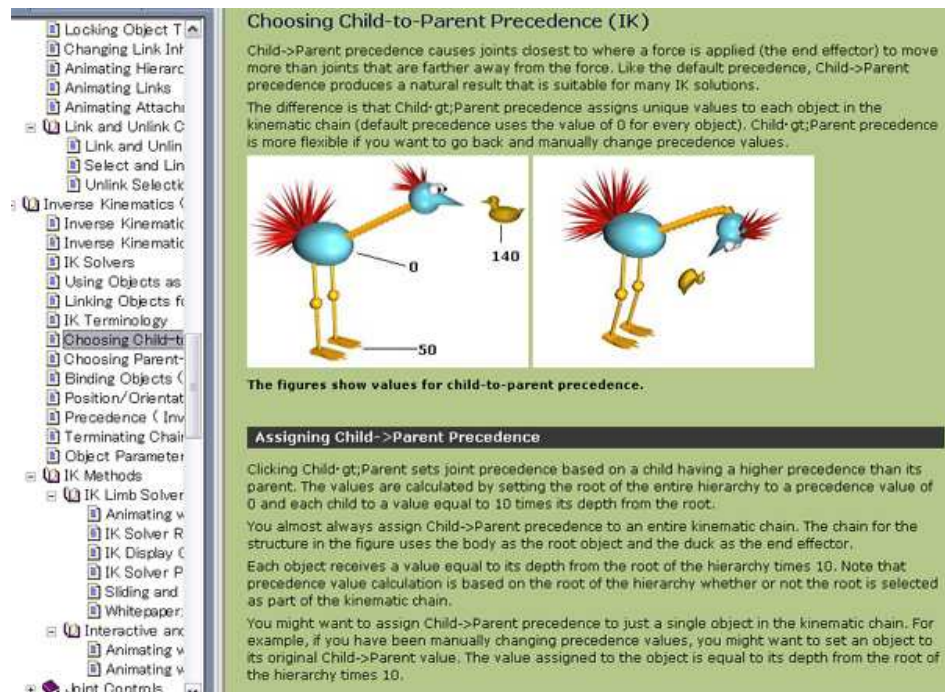 Locking Object T
Changing Link Inh
Animating Hierarc
Animating Links
Animating Attachm
Link and Unlink C
Link and Unlin
Select and Lin
Unlink Selectio
Inverse Kinematics (
Inverse Kinematic
Inverse Kinematic
IK Solvers
Using Objects as
Linking Objects fo
IK Terminology
Choosing Child-to
Choosing Parent-
Binding Objects (
Position/Orientat
Precedence ( Inv
Terminating Chair
Object Parameter
IK Methods
IK Limb Solver
Animating w
IK Solver R
IK Display O
IK Solver P
Sliding and
Whitepaper:
Interactive and
Animating w
Animating w
Joint Controls
Choosing Child-to-Parent Precedence (IK)
Child->Parent precedence causes joints closest to where a force is applied (the end effector) to move
more than joints that are farther away from the force. Like the default precedence, Child->Parent
precedence produces a natural result that is suitable for many IK solutions.
The difference is that Child·gt;Parent precedence assigns unique values to each object in the
kinematic chain (default precedence uses the value of 0 for every object). Child·gt;Parent precedence
is more flexible if you want to go back and manually change precedence values.
0
140
50
The figures show values for child-to-parent precedence.
Assigning Child->Parent Precedence
Clicking Child·gt;Parent sets joint precedence based on a child having a higher precedence than its
parent. The values are calculated by setting the root of the entire hierarchy to a precedence value of
0 and each child to a value equal to 10 times its depth from the root.
You almost always assign Child->Parent precedence to an entire kinematic chain. The chain for the
structure in the figure uses the body as the root object and the duck as the end effector.
Each object receives a value equal to its depth from the root of the hierarchy times 10. Note that
precedence value calculation is based on the root of the hierarchy whether or not the root is selected
as part of the kinematic chain.
You might want to assign Child->Parent precedence to just a single object in the kinematic chain. For
example, if you have been manually changing precedence values, you might want to set an object to
its original Child->Parent value. The value assigned to the object is equal to its depth from the root of
the hierarchy times 10.